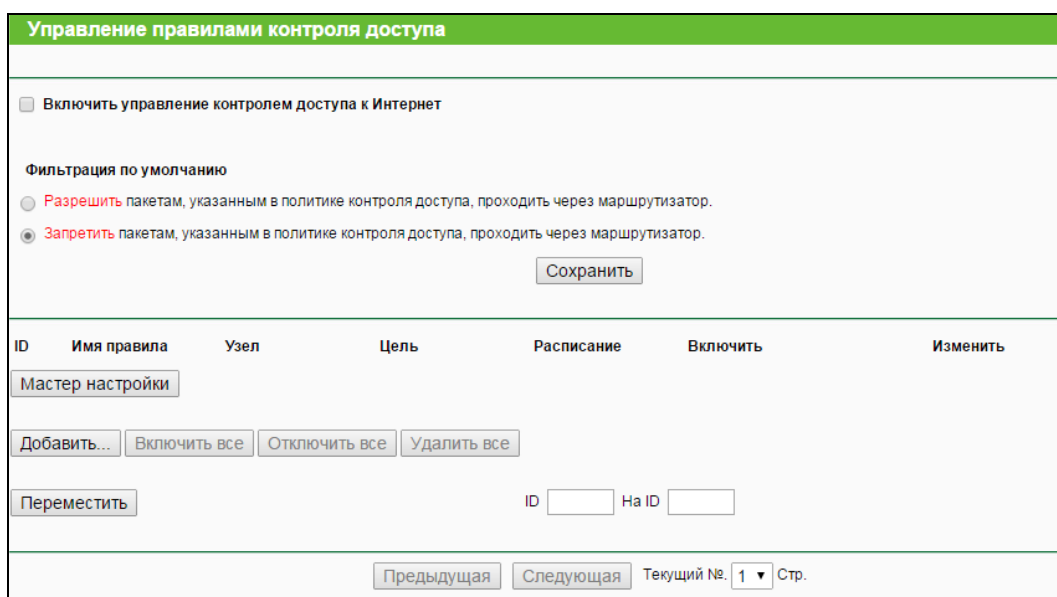 Управление правилами контроля доступа
Включить управление контролем доступа к Интернет
Фильтрация по умолчанию
Разрешить пакетам, указанным в политике контроля доступа, проходить через маршрутизатор.
Запретить пакетам, указанным в политике контроля доступа, проходить через маршрутизатор.
Сохранить
ID Имя правила Узел Цель Расписание Включить Изменить
Мастер настройки
Добавить... Включить все Отключить все Удалить все
Переместить ID На ID
Предыдущая Следующая Текущий №. 1 Стр.